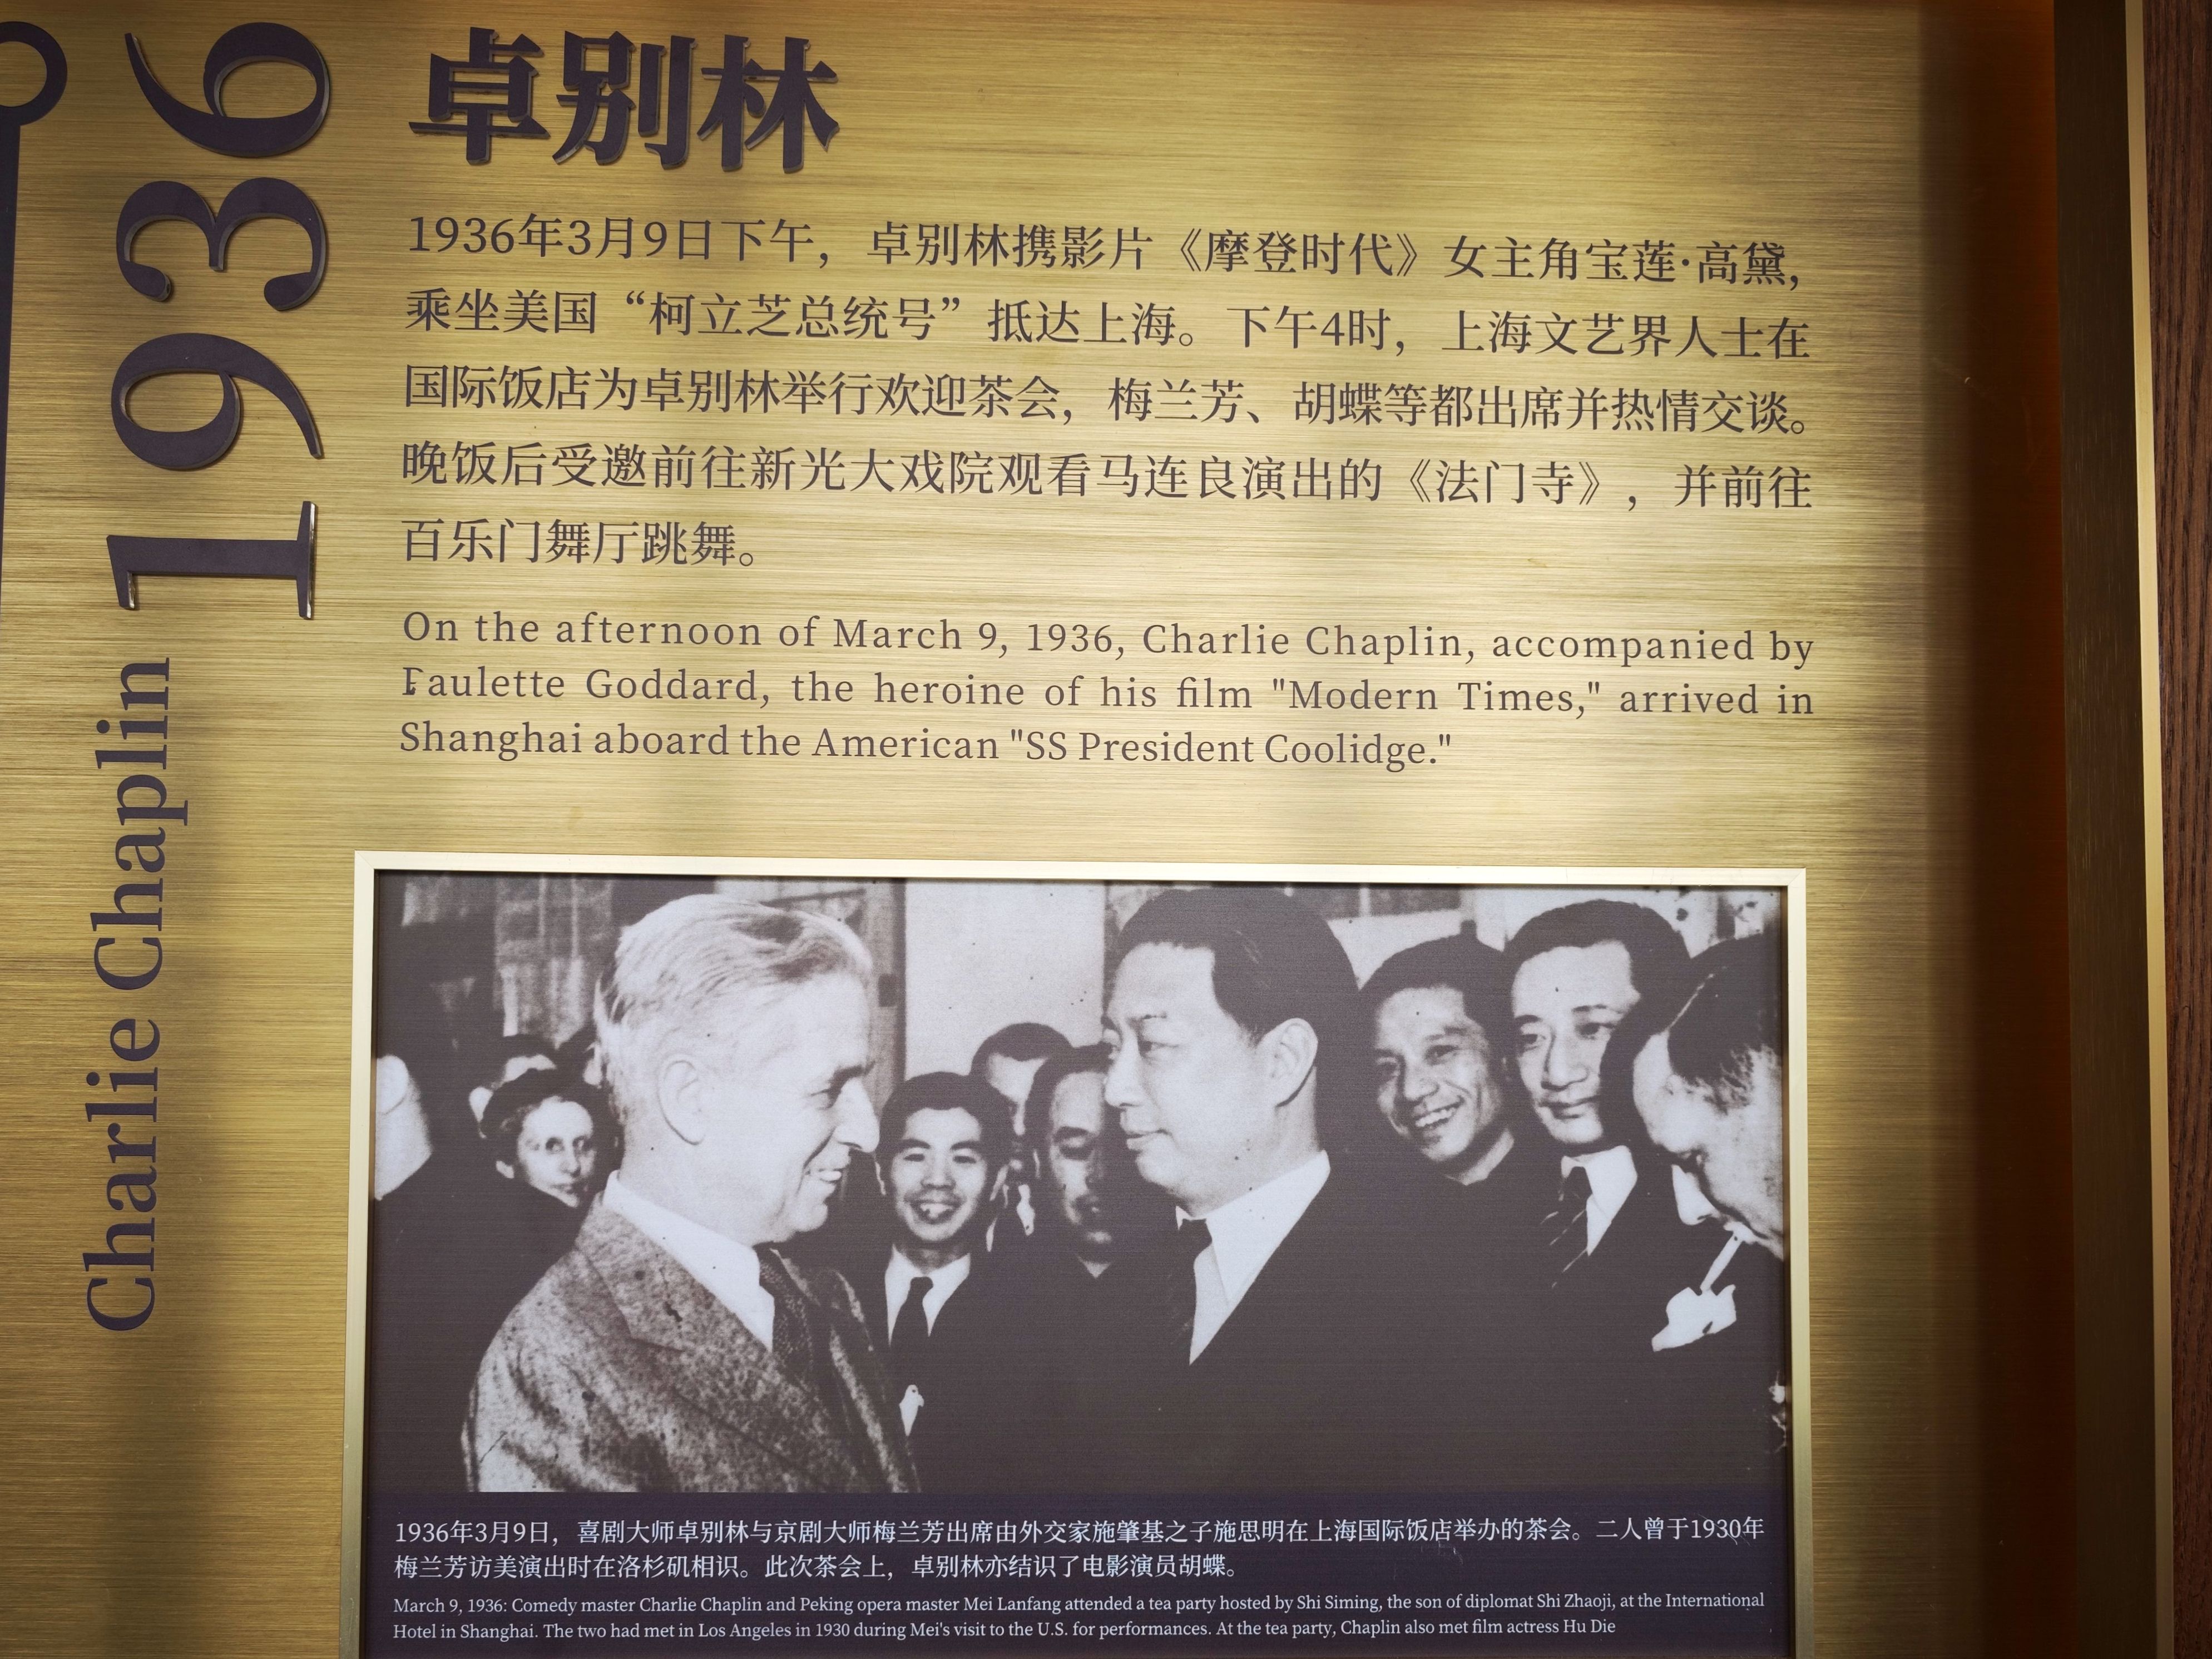 卓别林
1936年3月9日下午，卓别林携影片《摩登时代》女主角宝莲·高黛，
乘坐美国“柯立芝总统号”抵达上海。下午4时，上海文艺界人士在
国际饭店为卓别林举行欢迎茶会，梅兰芳、胡蝶等都出席并热情交谈。
晚饭后受邀前往新光大戏院观看马连良演出的《法门寺》，并前往
百乐门舞厅跳舞。
On the afternoon of March 9, 1936, Charlie Chaplin, accompanied by
Faulette Goddard, the heroine of his film "Modern Times," arrived in
Shanghai aboard the American "SS President Coolidge."
Charlie Chaplin 1936
1936年3月9日，喜剧大师卓别林与京剧大师梅兰芳出席由外交家施肇基之子施思明在上海国际饭店举办的茶会。二人曾于1930年
梅兰芳访美演出时在洛杉矶相识。此次茶会上，卓别林亦结识了电影演员胡蝶。
March 9, 1936: Comedy master Charlie Chaplin and Peking opera master Mei Lanfang attended a tea party hosted by Shi Siming, the son of diplomat Shi Zhaoji, at the International
Hotel in Shanghai. The two had met in Los Angeles in 1930 during Mei's visit to the U.S. for performances. At the tea party, Chaplin also met film actress Hu Die